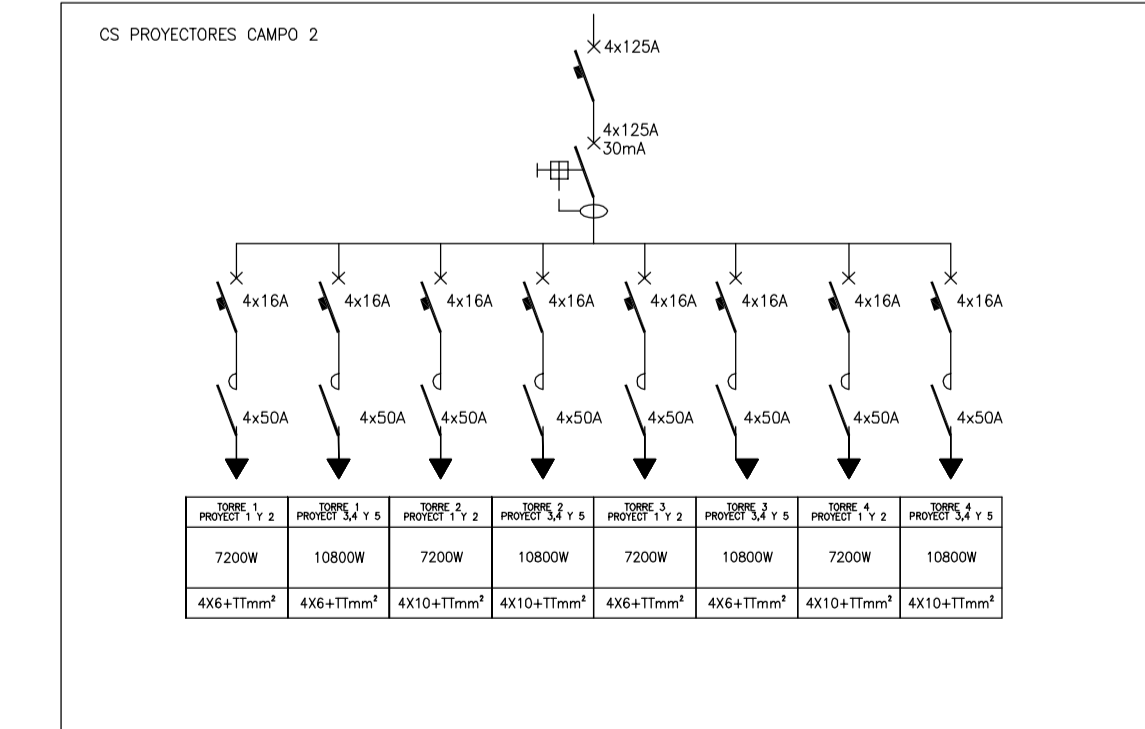 CS PROYECTORES CAMPO 2
4x125A
4x125A
30mA
4x16A 4x16A 4x16A 4x16A 4x16A 4x16A 4x16A 4x16A
4x50A 4x50A 4x50A 4x50A 4x50A 4x50A 4x50A 4x50A
TORRE 1 TORRE 1 TORRE 2 TORRE 2 TORRE 3 TORRE 3 TORRE 4 TORRE 4
PROYECT 1 Y 2 PROYECT 3,4 Y 5 PROYECT 1 Y 2 PROYECT 3,4 Y 5 PROYECT 1 Y 2 PROYECT 3,4 Y 5 PROYECT 1 Y 2 PROYECT 3,4 Y 5
7200W 10800W 7200W 10800W 7200W 10800W 7200W 10800W
4X6+TTmm² 4X6+TTmm² 4X10+TTmm² 4X10+TTmm² 4X6+TTmm² 4X6+TTmm² 4X10+TTmm² 4X10+TTmm²